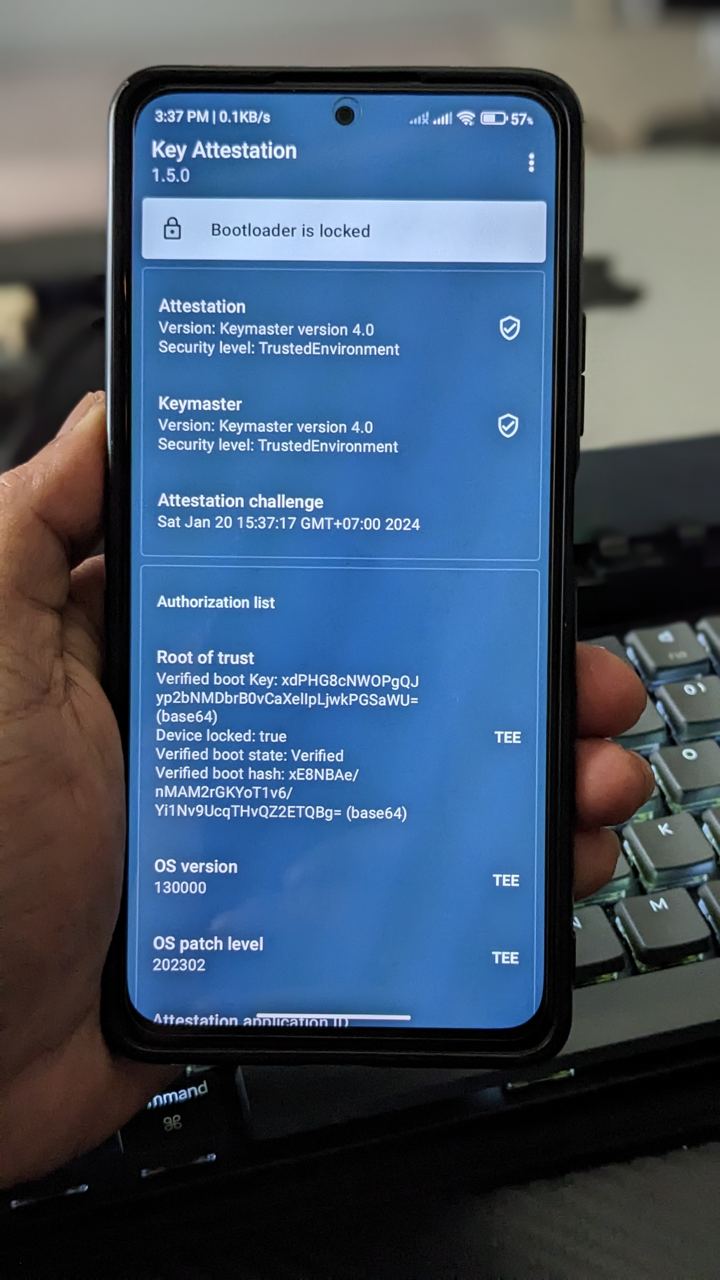 3:37 PM | 0.1KB/s 57%
Key Attestation
1.5.0
Bootloader is locked
Attestation
Version: Keymaster version 4.0
Security level: TrustedEnvironment
Keymaster
Version: Keymaster version 4.0
Security level: TrustedEnvironment
Attestation challenge
Sat Jan 20 15:37:17 GMT+07:00 2024
Authorization list
Root of trust
Verified boot Key: xdPHG8cNWOPgQJ
yp2bNMDbrB0vCaXellpLjwkPGSaWU=
(base64)
Device locked: true
TEE
Verified boot state: Verified
Verified boot hash: xE8NBAe/
nMAM2rGKYoT1v6/
Yi1Nv9UcqTHvQZ2ETQBg= (base64)
OS version
130000
TEE
OS patch level
202302
TEE
Attestation application ID
F10
0)
O
K
M
N
mmand
⌘